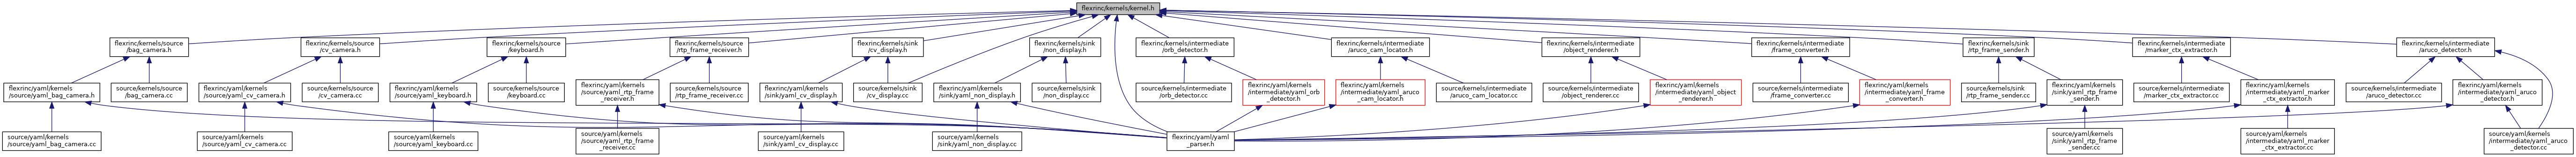 flexrinc/kernels/kernel.h
flexrinc/kernels/source
/bag_camera.h
flexrinc/kernels/source
/cv_camera.h
flexrinc/kernels/source
/keyboard.h
flexrinc/kernels/source
/rtp_frame_receiver.h
flexrinc/kernels/sink
/cv_display.h
flexrinc/kernels/sink
/non_display.h
flexrinc/kernels/intermediate
/orb_detector.h
flexrinc/kernels/intermediate
/aruco_cam_locator.h
flexrinc/kernels/intermediate
/object_renderer.h
flexrinc/kernels/intermediate
/frame_converter.h
flexrinc/kernels/sink
/rtp_frame_sender.h
flexrinc/kernels/intermediate
/marker_ctx_extractor.h
flexrinc/kernels/intermediate
/aruco_detector.h
flexrinc/yaml/kernels
/source/yaml_bag_camera.h
source/kernels/source
/bag_camera.cc
flexrinc/yaml/kernels
/source/yaml_cv_camera.h
source/kernels/source
/cv_camera.cc
flexrinc/yaml/kernels
/source/yaml_keyboard.h
source/kernels/source
/keyboard.cc
flexrinc/yaml/kernels
/source/yaml_rtp_frame
_receiver.h
source/kernels/source
/rtp_frame_receiver.cc
flexrinc/yaml/kernels
/sink/yaml_cv_display.h
source/kernels/sink
/cv_display.cc
flexrinc/yaml/kernels
/sink/yaml_non_display.h
source/kernels/sink
/non_display.cc
source/kernels/intermediate
/orb_detector.cc
flexrinc/yaml/kernels
/intermediate/yaml_orb
_detector.h
flexrinc/yaml/kernels
/intermediate/yaml_aruco
_cam_locator.h
source/kernels/intermediate
/aruco_cam_locator.cc
source/kernels/intermediate
/object_renderer.cc
flexrinc/yaml/kernels
/intermediate/yaml_object
_renderer.h
source/kernels/intermediate
/frame_converter.cc
flexrinc/yaml/kernels
/intermediate/yaml_frame
_converter.h
source/kernels/sink
/rtp_frame_sender.cc
flexrinc/yaml/kernels
/sink/yaml_rtp_frame
_sender.h
source/kernels/intermediate
/marker_ctx_extractor.cc
flexrinc/yaml/kernels
/intermediate/yaml_marker
_ctx_extractor.h
source/kernels/intermediate
/aruco_detector.cc
flexrinc/yaml/kernels
/intermediate/yaml_aruco
_detector.h
source/yaml/kernels
/source/yaml_bag_camera.cc
source/yaml/kernels
/source/yaml_cv_camera.cc
source/yaml/kernels
/source/yaml_keyboard.cc
source/yaml/kernels
/source/yaml_rtp_frame
_receiver.cc
source/yaml/kernels
/sink/yaml_cv_display.cc
source/yaml/kernels
/sink/yaml_non_display.cc
flexrinc/yaml/yaml
_parser.h
source/yaml/kernels
/sink/yaml_rtp_frame
_sender.cc
source/yaml/kernels
/intermediate/yaml_marker
_ctx_extractor.cc
source/yaml/kernels
/intermediate/yaml_aruco
_detector.cc